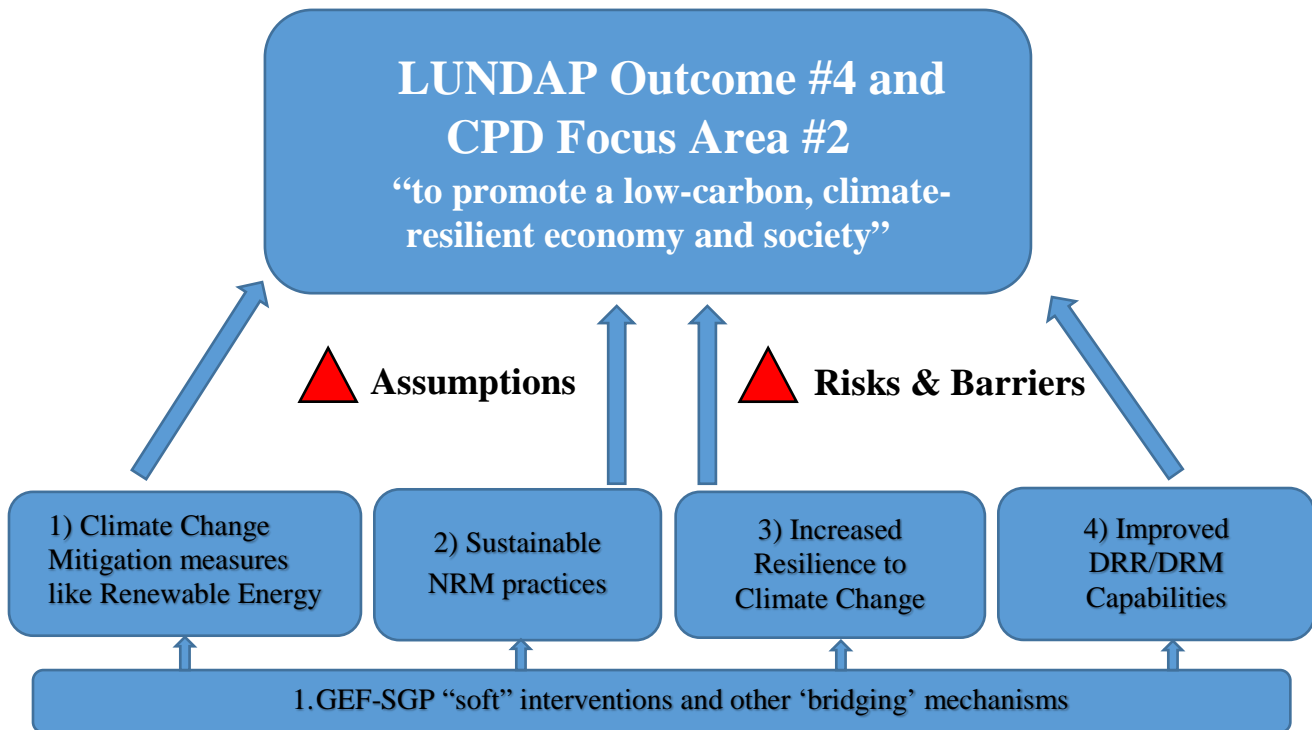 LUNDAP Outcome #4 and
CPD Focus Area #2
“to promote a low-carbon, climate-
resilient economy and society”
Assumptions
Risks & Barriers
1) Climate Change
Mitigation measures
like Renewable Energy
2) Sustainable
NRM practices
3) Increased
Resilience to
Climate Change
4) Improved
DRR/DRM
Capabilities
1. GEF-SGP “soft” interventions and other ‘bridging’ mechanisms